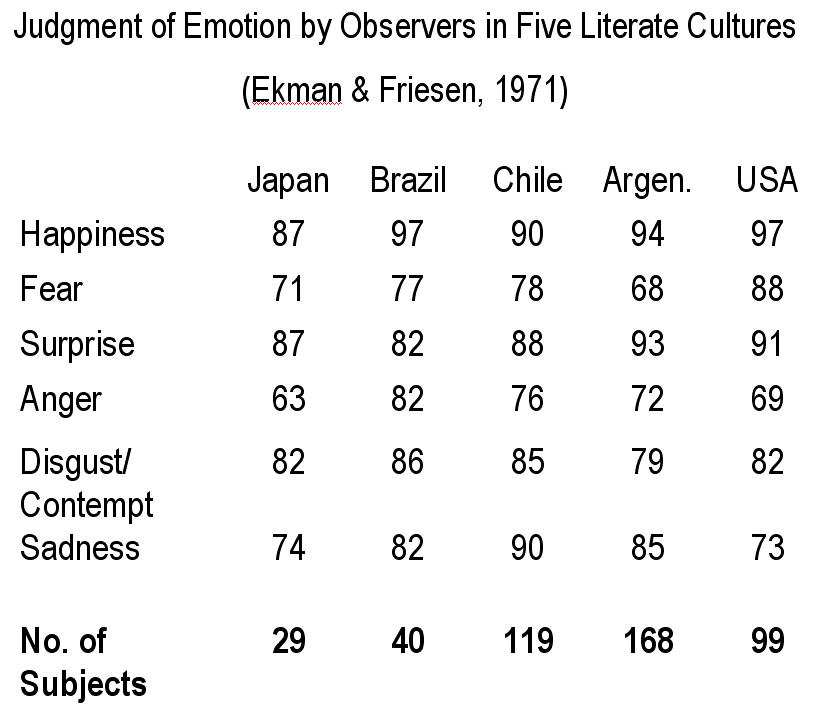 Judgment of Emotion by Observers in Five Literate Cultures
(Ekman & Friesen, 1971)
Japan Brazil Chile Argen. USA
Happiness 87 97 90 94 97
Fear 71 77 78 68 88
Surprise 87 82 88 93 91
Anger 63 82 76 72 69
Disgust/ 82 86 85 79 82
Contempt
Sadness 74 82 90 85 73
No. of 29 40 119 168 99
Subjects